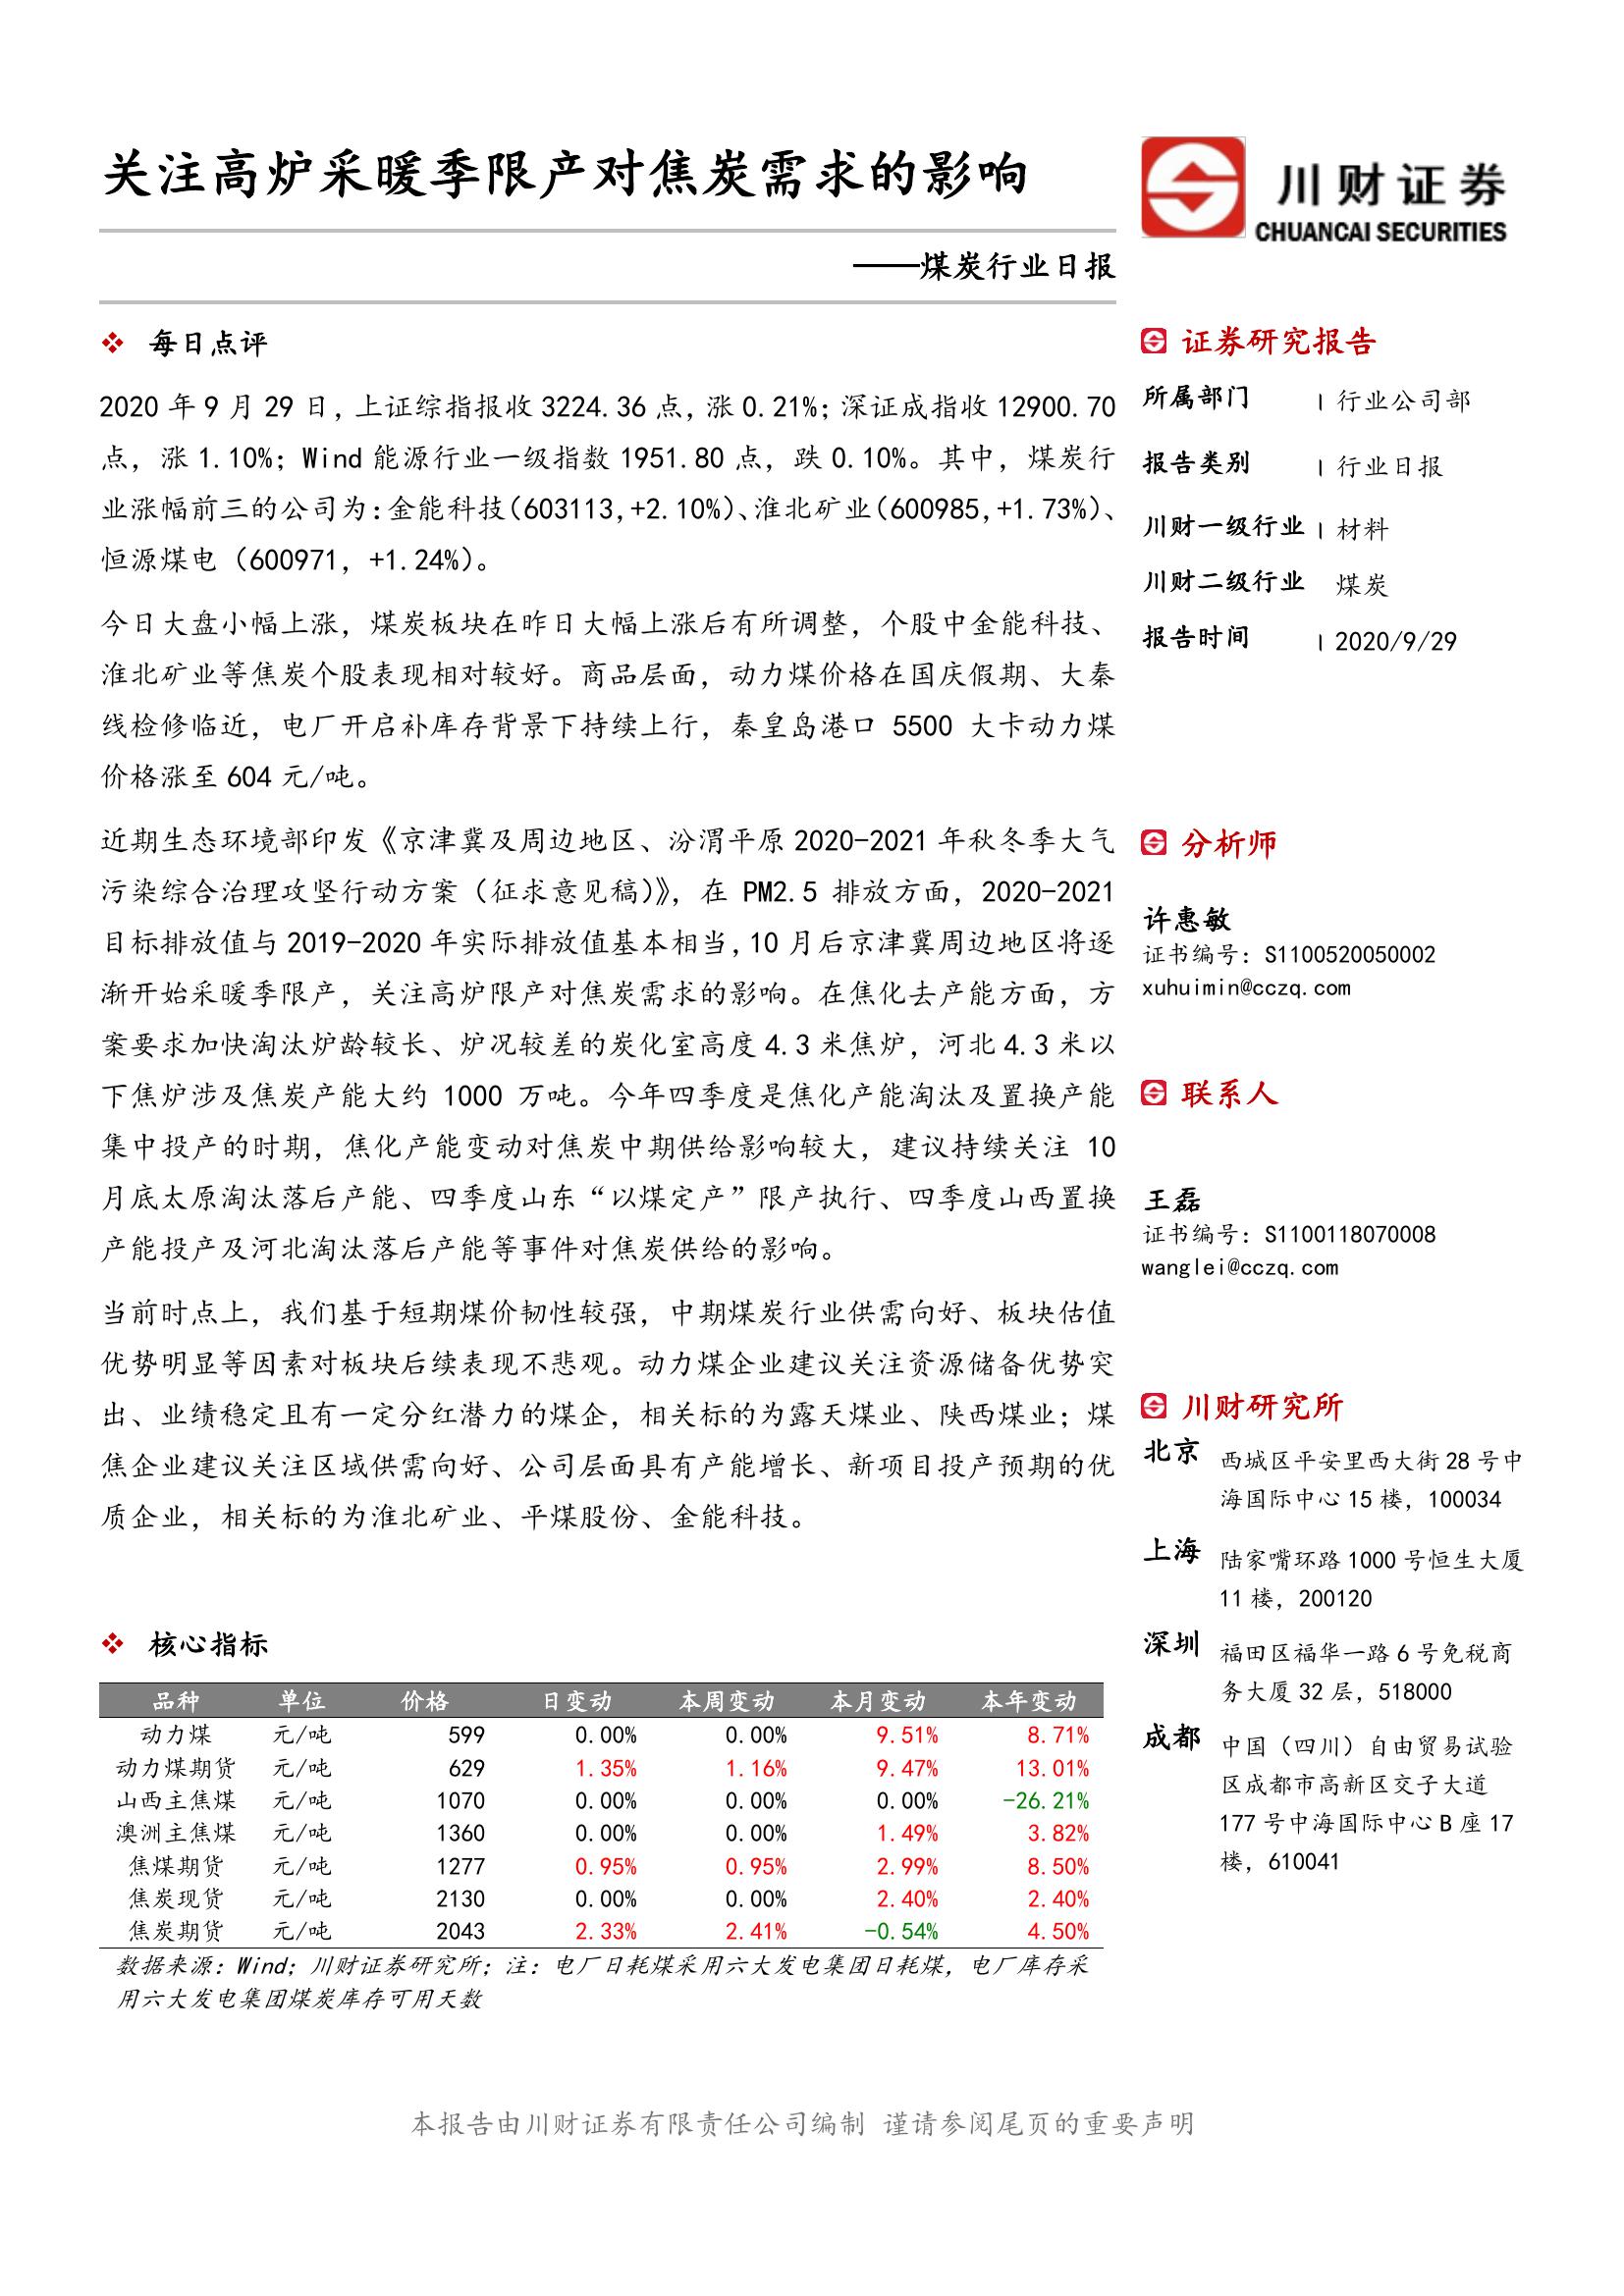 关注高炉采暖季限产对焦炭需求的影响
——煤炭行业日报
川财证券
CHUANCAI SECURITIES
每日点评
2020 年 9 月 29 日，上证综指报收 3224.36 点，涨 0.21%；深证成指收 12900.70
点，涨 1.10%；Wind 能源行业一级指数 1951.80 点，跌 0.10%。其中，煤炭行
业涨幅前三的公司为：金能科技（603113,+2.10%）、淮北矿业（600985,+1.73%）、
恒源煤电（600971，+1.24%）。
今日大盘小幅上涨，煤炭板块在昨日大幅上涨后有所调整，个股中金能科技、
淮北矿业等焦炭个股表现相对较好。商品层面，动力煤价格在国庆假期、大秦
线检修临近，电厂开启补库存背景下持续上行，秦皇岛港口 5500 大卡动力煤
价格涨至 604 元/吨。
近期生态环境部印发《京津冀及周边地区、汾渭平原 2020-2021 年秋冬季大气
污染综合治理攻坚行动方案（征求意见稿）》，在 PM2.5 排放方面，2020-2021
目标排放值与 2019-2020 年实际排放值基本相当，10 月后京津冀周边地区将逐
渐开始采暖季限产，关注高炉限产对焦炭需求的影响。在焦化去产能方面，方
案要求加快淘汰炉龄较长、炉况较差的炭化室高度 4.3 米焦炉，河北 4.3 米以
下焦炉涉及焦炭产能大约 1000 万吨。今年四季度是焦化产能淘汰及置换产能
集中投产的时期，焦化产能变动对焦炭中期供给影响较大，建议持续关注 10
月底太原淘汰落后产能、四季度山东“以煤定产”限产执行、四季度山西置换
产能投产及河北淘汰落后产能等事件对焦炭供给的影响。
当前时点上，我们基于短期煤价韧性较强，中期煤炭行业供需向好、板块估值
优势明显等因素对板块后续表现不悲观。动力煤企业建议关注资源储备优势突
出、业绩稳定且有一定分红潜力的煤企，相关标的为露天煤业、陕西煤业；煤
焦企业建议关注区域供需向好、公司层面具有产能增长、新项目投产预期的优
质企业，相关标的为淮北矿业、平煤股份、金能科技。
核心指标
品种 单位 价格 日变动 本周变动 本月变动 本年变动
动力煤 元/吨 599 0.00% 0.00% 9.51% 8.71%
动力煤期货 元/吨 629 1.35% 1.16% 9.47% 13.01%
山西主焦煤 元/吨 1070 0.00% 0.00% 0.00% -26.21%
澳洲主焦煤 元/吨 1360 0.00% 0.00% 1.49% 3.82%
焦煤期货 元/吨 1277 0.95% 0.95% 2.99% 8.50%
焦炭现货 元/吨 2130 0.00% 0.00% 2.40% 2.40%
焦炭期货 元/吨 2043 2.33% 2.41% -0.54% 4.50%
数据来源：Wind；川财证券研究所；注：电厂日耗煤采用六大发电集团日耗煤，电厂库存采
用六大发电集团煤炭库存可用天数
证券研究报告
所属部门 | 行业公司部
报告类别 | 行业日报
川财一级行业 | 材料
川财二级行业 煤炭
报告时间 | 2020/9/29
分析师
许惠敏
证书编号：S1100520050002
xuhuimin@cczq.com
联系人
王磊
证书编号：S1100118070008
wanglei@cczq.com
川财研究所
北京 西城区平安里西大街 28 号中
海国际中心 15 楼，100034
上海 陆家嘴环路 1000 号恒生大厦
11 楼，200120
深圳 福田区福华一路 6 号免税商
务大厦 32 层，518000
成都 中国（四川）自由贸易试验
区成都市高新区交子大道
177 号中海国际中心 B 座 17
楼，610041
本报告由川财证券有限责任公司编制 谨请参阅尾页的重要声明